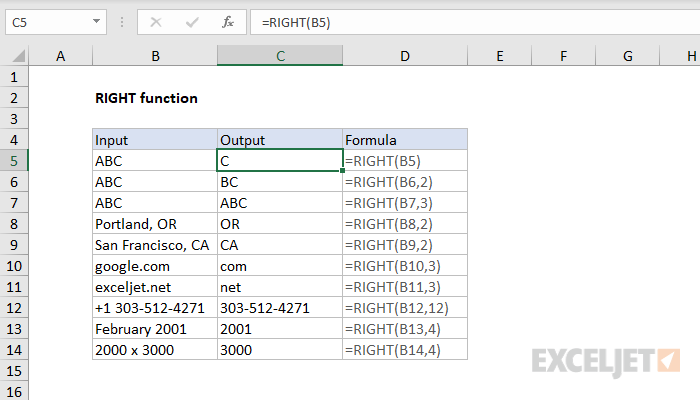 C5 fx =RIGHT(B5)
A B C D E F G H
1
2 RIGHT function
3
4 Input Output Formula
5 ABC C =RIGHT(B5)
6 ABC BC =RIGHT(B6,2)
7 ABC ABC =RIGHT(B7,3)
8 Portland, OR OR =RIGHT(B8,2)
9 San Francisco, CA CA =RIGHT(B9,2)
10 google.com com =RIGHT(B10,3)
11 exceljet.net net =RIGHT(B11,3)
12 +1 303-512-4271 303-512-4271 =RIGHT(B12,12)
13 February 2001 2001 =RIGHT(B13,4)
14 2000 x 3000 3000 =RIGHT(B14,4)
15
16
EXCELJET